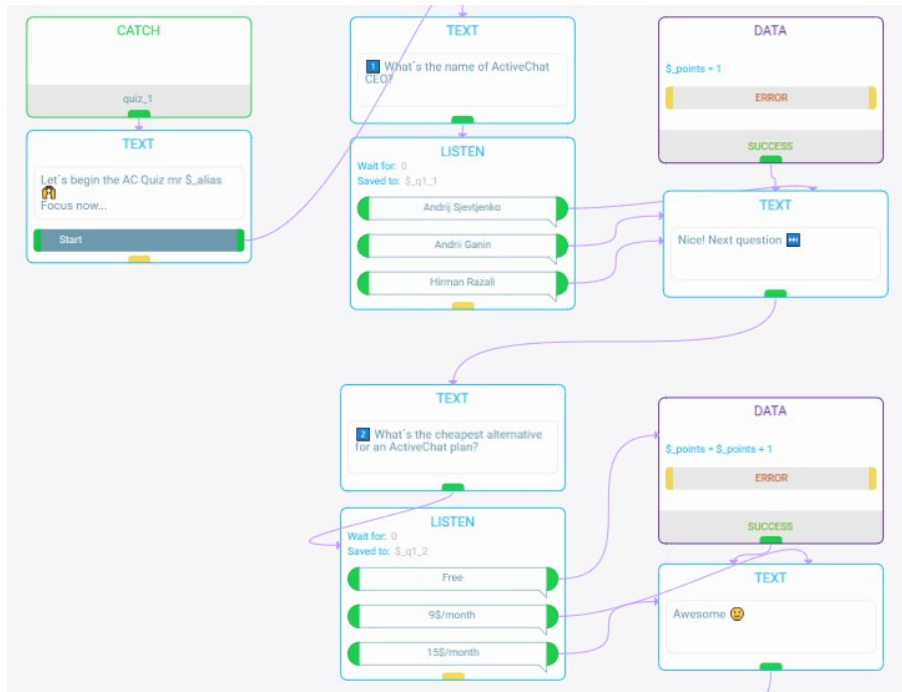 CATCH
quiz_1
TEXT
Let´s begin the AC Quiz mr $_alias
Focus now...
Start
TEXT
1 What´s the name of ActiveChat
CEO?
LISTEN
Wait for: 0
Saved to: $_q1_1
Andrij Sjevtjenko
Andrii Ganin
Hirman Razali
DATA
$_points = 1
ERROR
SUCCESS
TEXT
Nice! Next question
TEXT
2 What´s the cheapest alternative
for an ActiveChat plan?
LISTEN
Wait for: 0
Saved to: $_q1_2
Free
9$/month
15$/month
DATA
$_points = $_points + 1
ERROR
SUCCESS
TEXT
Awesome